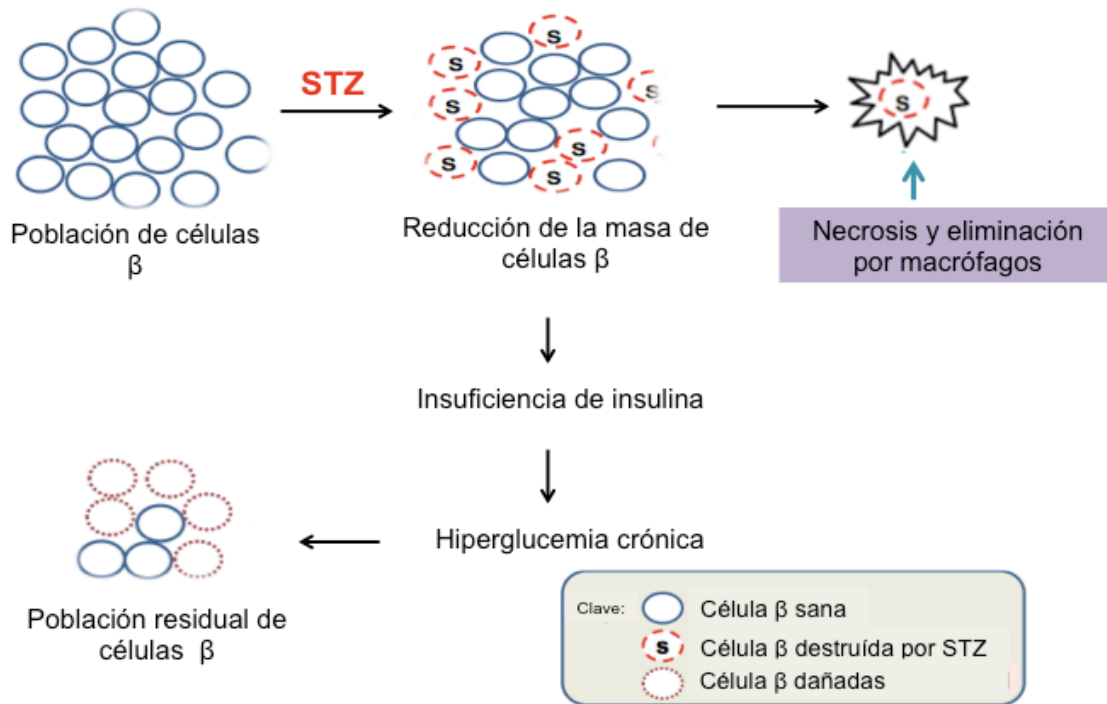 STZ
S
S
S
S
S
S
S
S
Población de células
β
Reducción de la masa de
células β
Necrosis y eliminación
por macrófagos
Insuficiencia de insulina
Hiperglucemia crónica
Población residual de
células β
Clave:
Célula β sana
S
Célula β destruída por STZ
Célula β dañadas